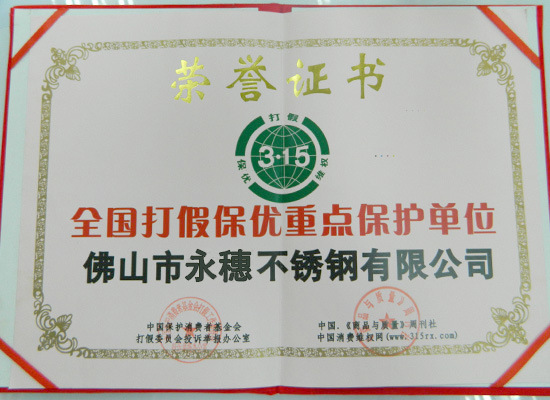 荣誉证书
打假
3·15
保优
维权
全国打假保优重点保护单位
佛山市永穗不锈钢有限公司
中国保护消费者基金会
打假委员会投诉举报办公室
中国．《商品与质量》周刊社
中国消费维权网(www.315rx.com)